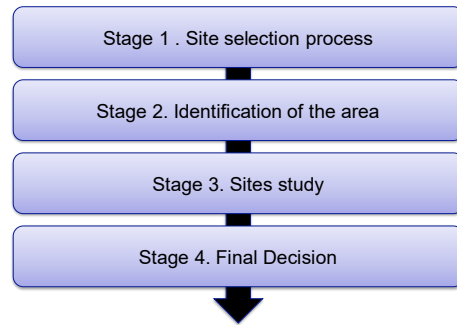 Stage 1 . Site selection process
Stage 2. Identification of the area
Stage 3. Sites study
Stage 4. Final Decision